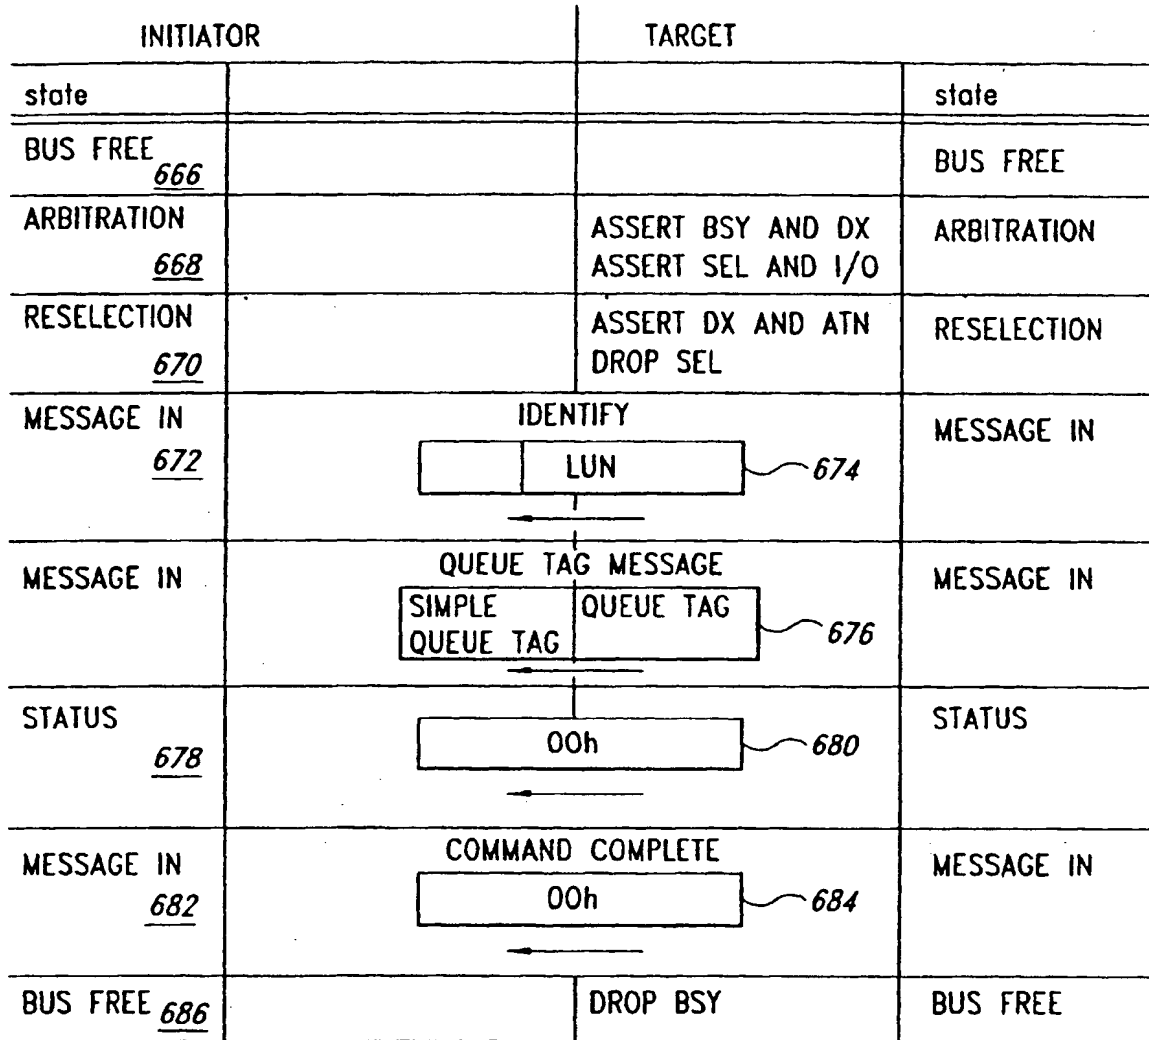 INITIATOR TARGET
state state
BUS FREE 666 BUS FREE
ARBITRATION ASSERT BSY AND DX ARBITRATION
668 ASSERT SEL AND I/O
RESELECTION ASSERT DX AND ATN RESELECTION
670 DROP SEL
MESSAGE IN IDENTIFY MESSAGE IN
672 LUN 674
MESSAGE IN QUEUE TAG MESSAGE MESSAGE IN
SIMPLE QUEUE TAG
QUEUE TAG 676
STATUS STATUS
678 00h 680
MESSAGE IN COMMAND COMPLETE MESSAGE IN
682 00h 684
BUS FREE 686 DROP BSY BUS FREE